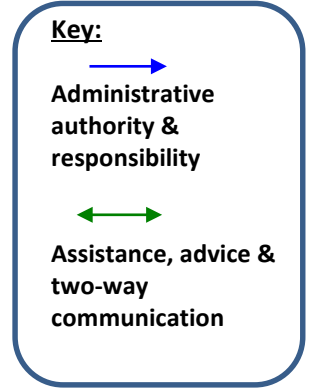 Key:
Administrative
authority &
responsibility
Assistance, advice &
two-way
communication